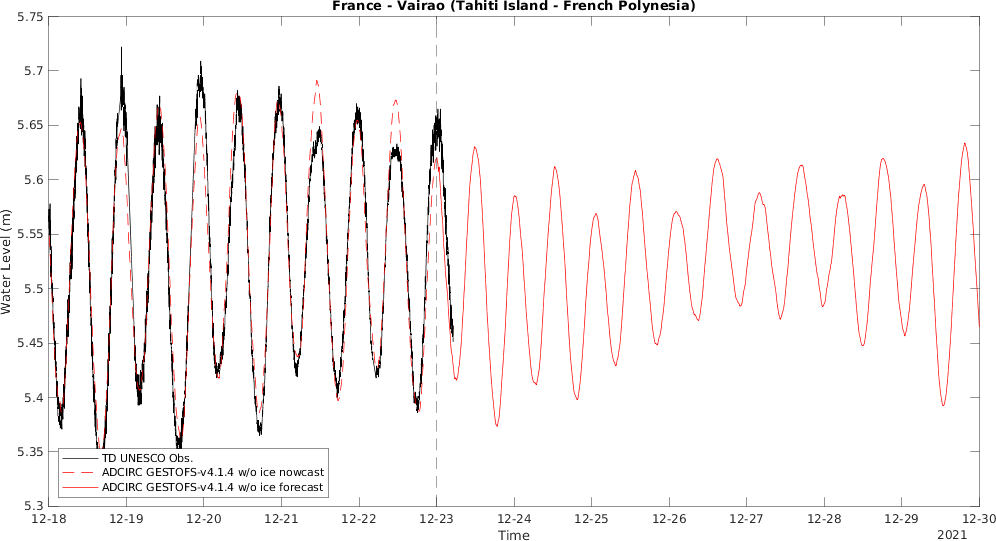 France - Vairao (Tahiti Island - French Polynesia)
5.75
5.7
5.65
5.6
5.55
5.5
5.45
5.4
5.35
5.3
Water Level (m)
TD UNESCO Obs.
ADCIRC GESTOFS-v4.1.4 w/o ice nowcast
ADCIRC GESTOFS-v4.1.4 w/o ice forecast
12-18 12-19 12-20 12-21 12-22 12-23 12-24 12-25 12-26 12-27 12-28 12-29 12-30
Time
2021